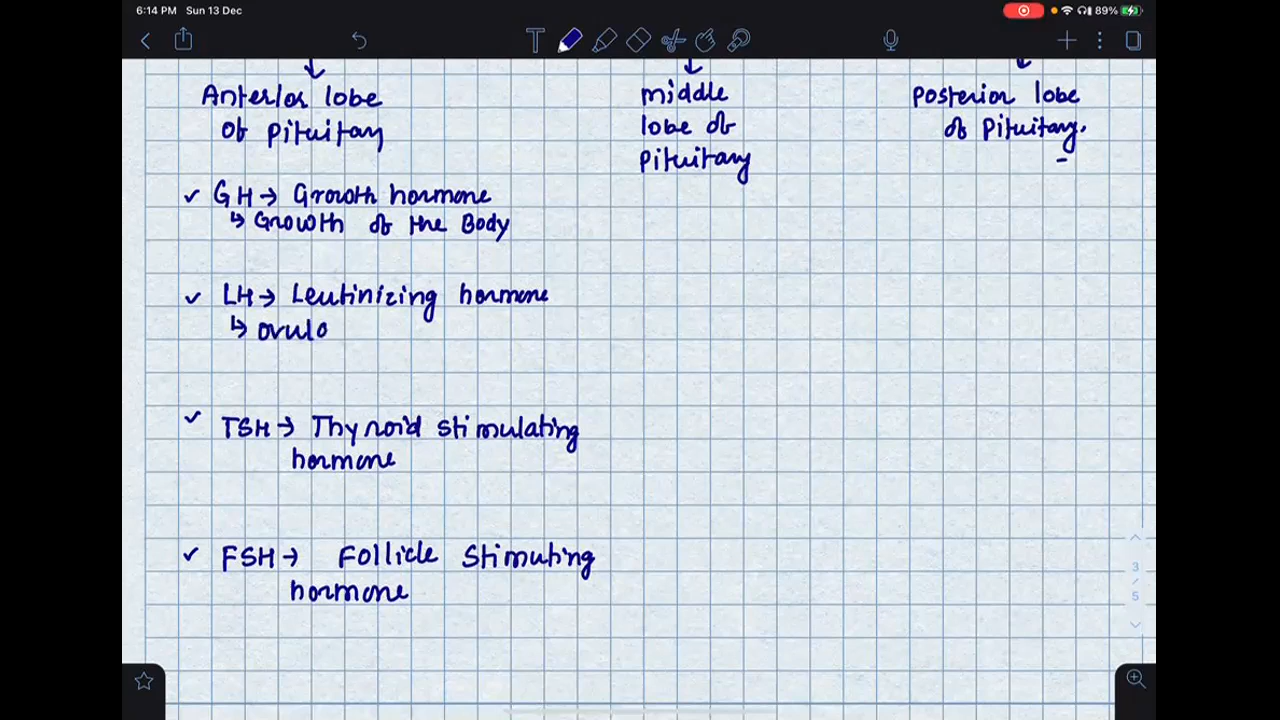 6:14 PM Sun 13 Dec
89%
Anterior lobe
of Pituitary
middle
lobe of
Pituitary
Posterior lobe
of Pituitary.
✓ GH → Growth hormone
↳ Growth of the Body
✓ LH → Leutinizing hormone
↳ ovulo
✓ TSH → Thyroid stimulating
hormone
✓ FSH → Follicle Stimuting
hormone
3
/
5